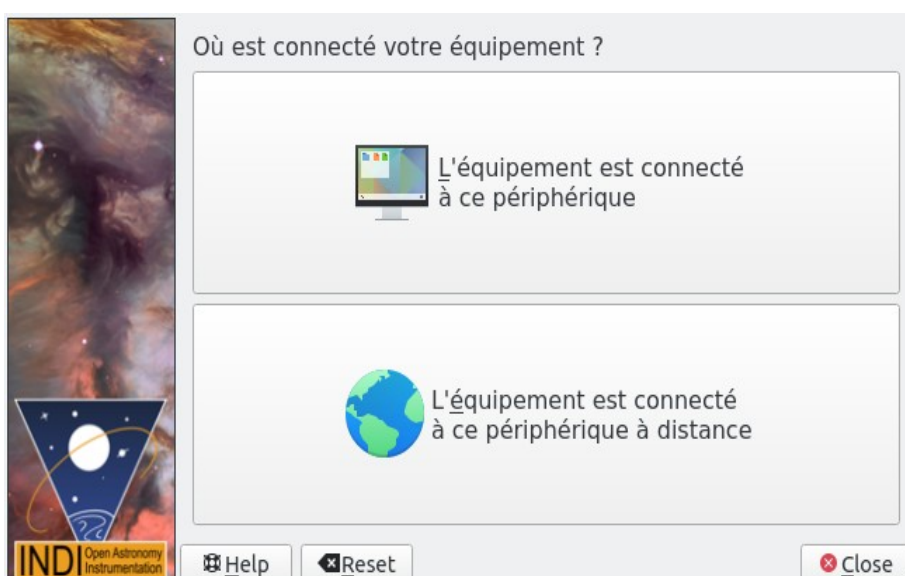 Où est connecté votre équipement ?
L'équipement est connecté
à ce périphérique
L'équipement est connecté
à ce périphérique à distance
INDI Open Astronomy
Instrumentation
Help
Reset
Close